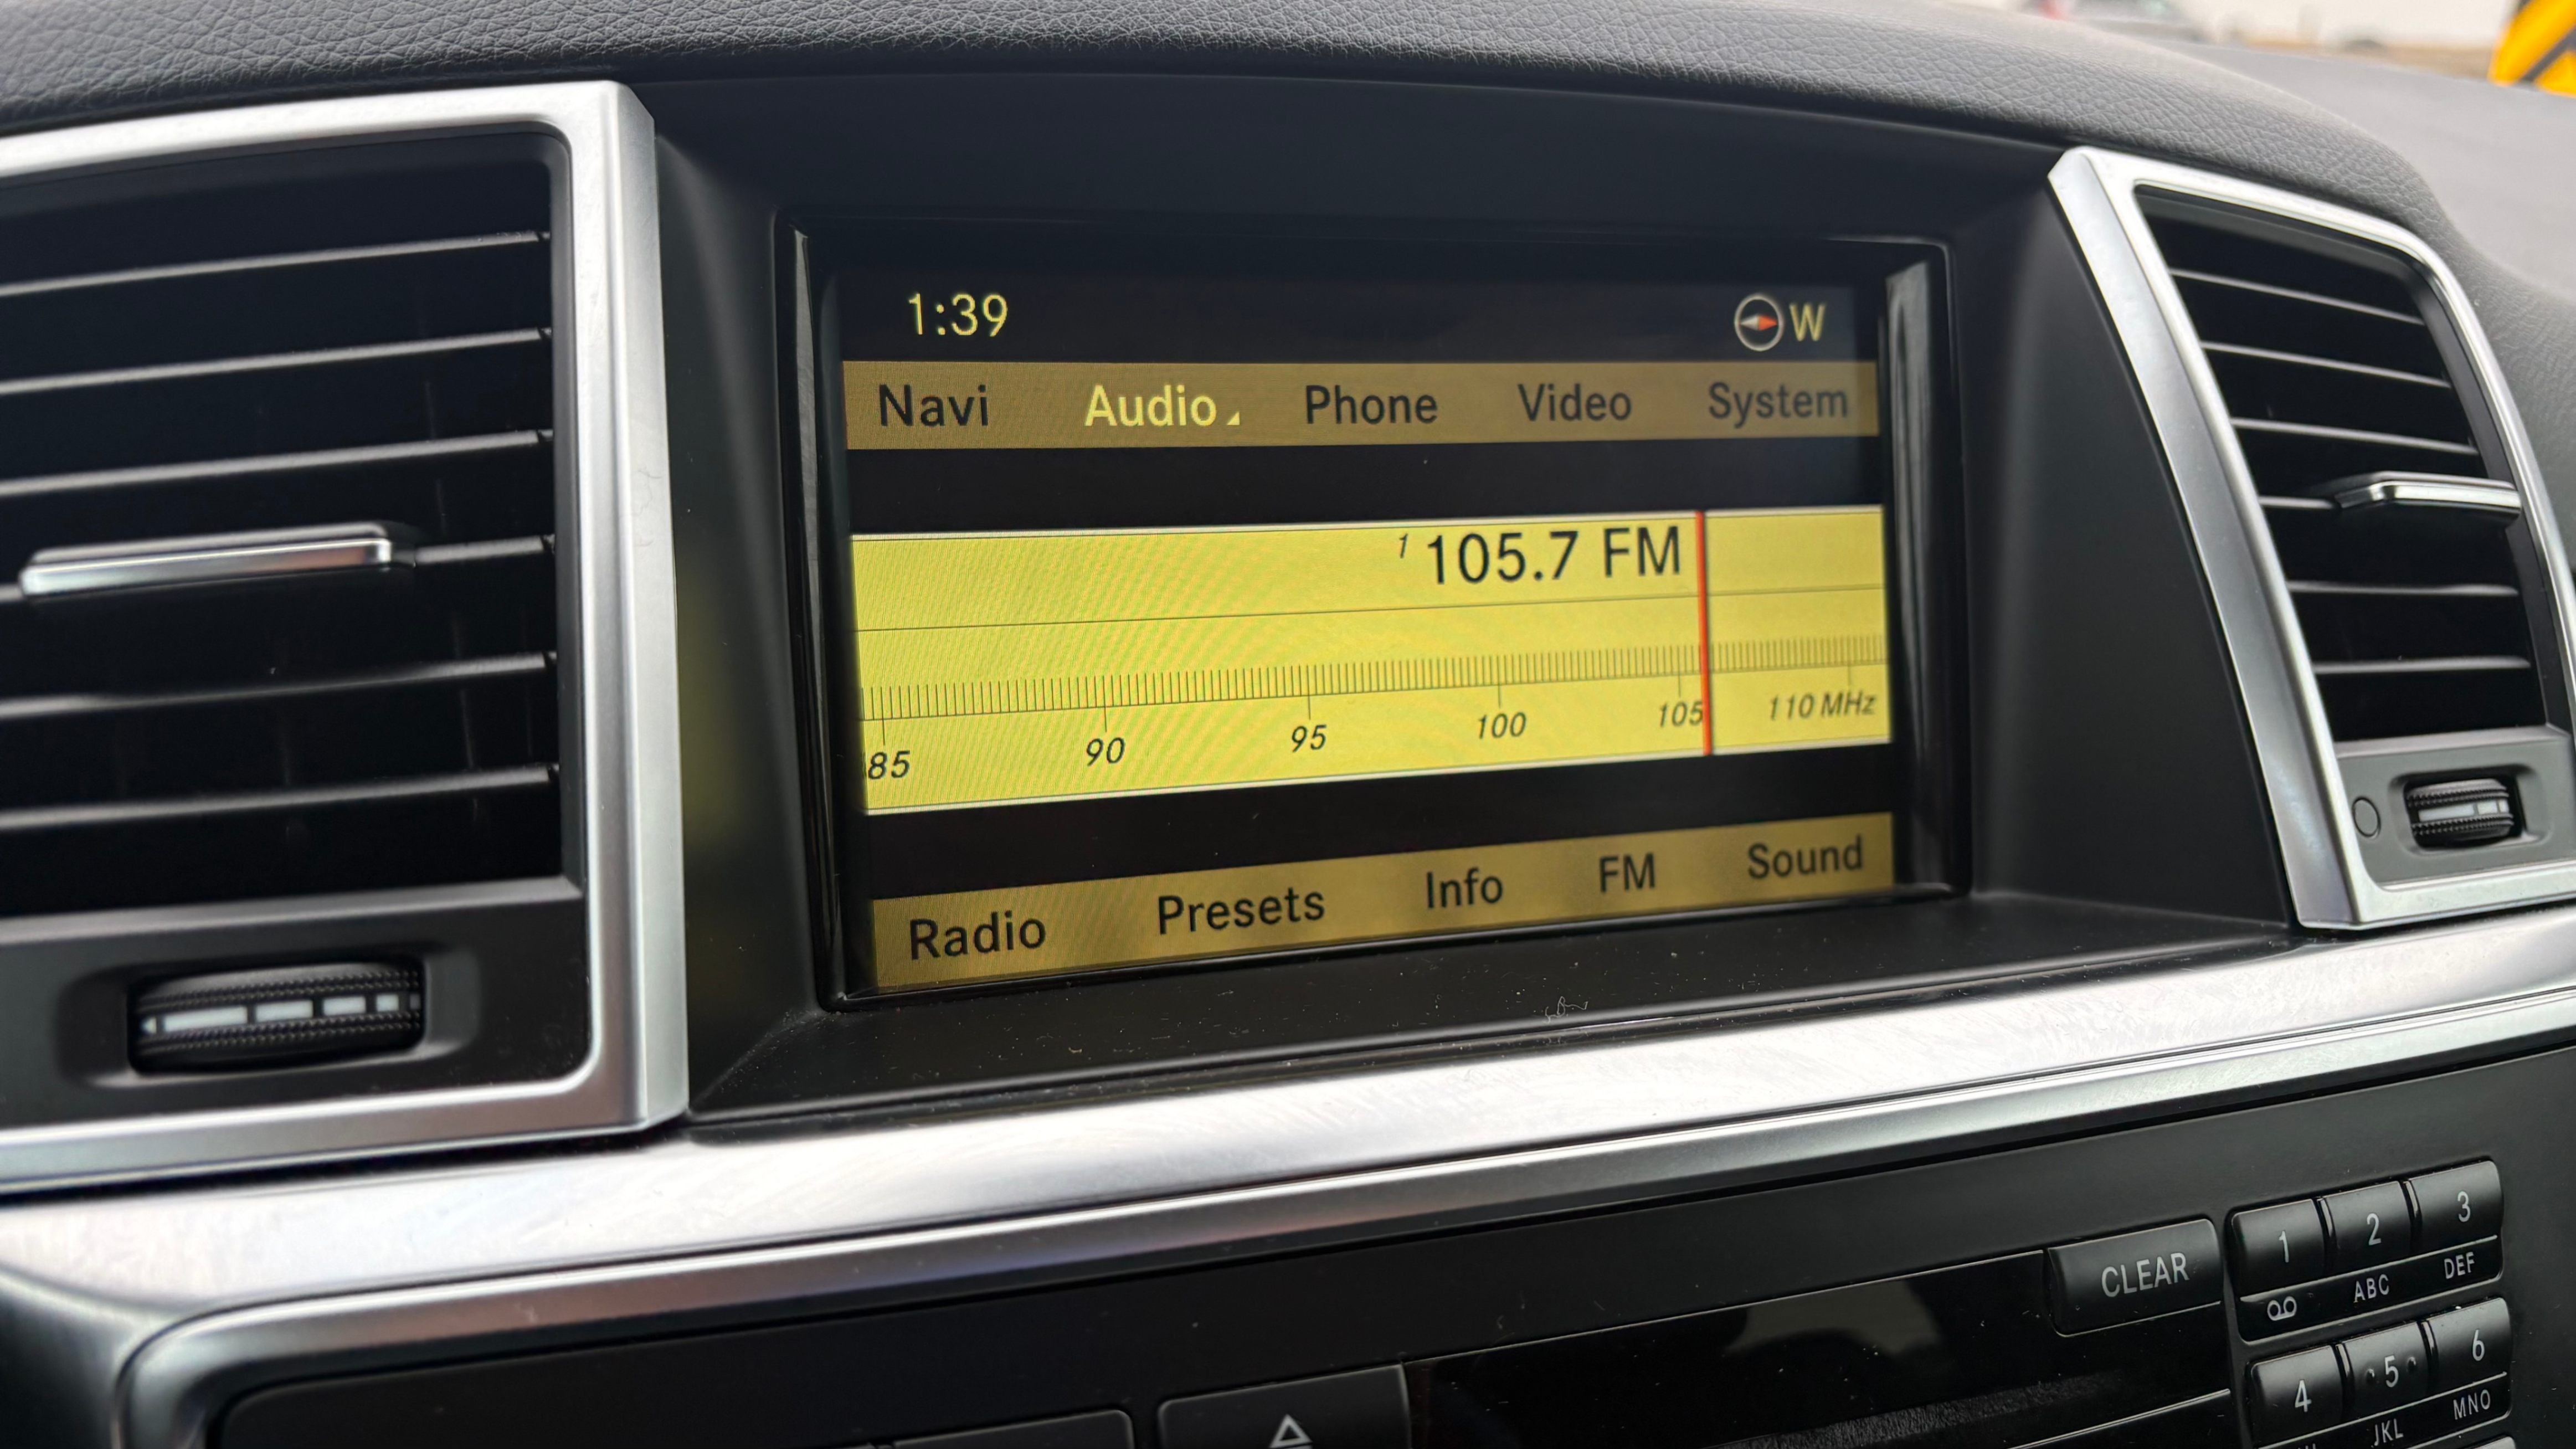 1:39 W
Navi Audio Phone Video System
1 105.7 FM
85 90 95 100 105 110 MHz
Radio Presets Info FM Sound
CLEAR 1 2 3
ABC DEF
4 5 6
JKL MNO